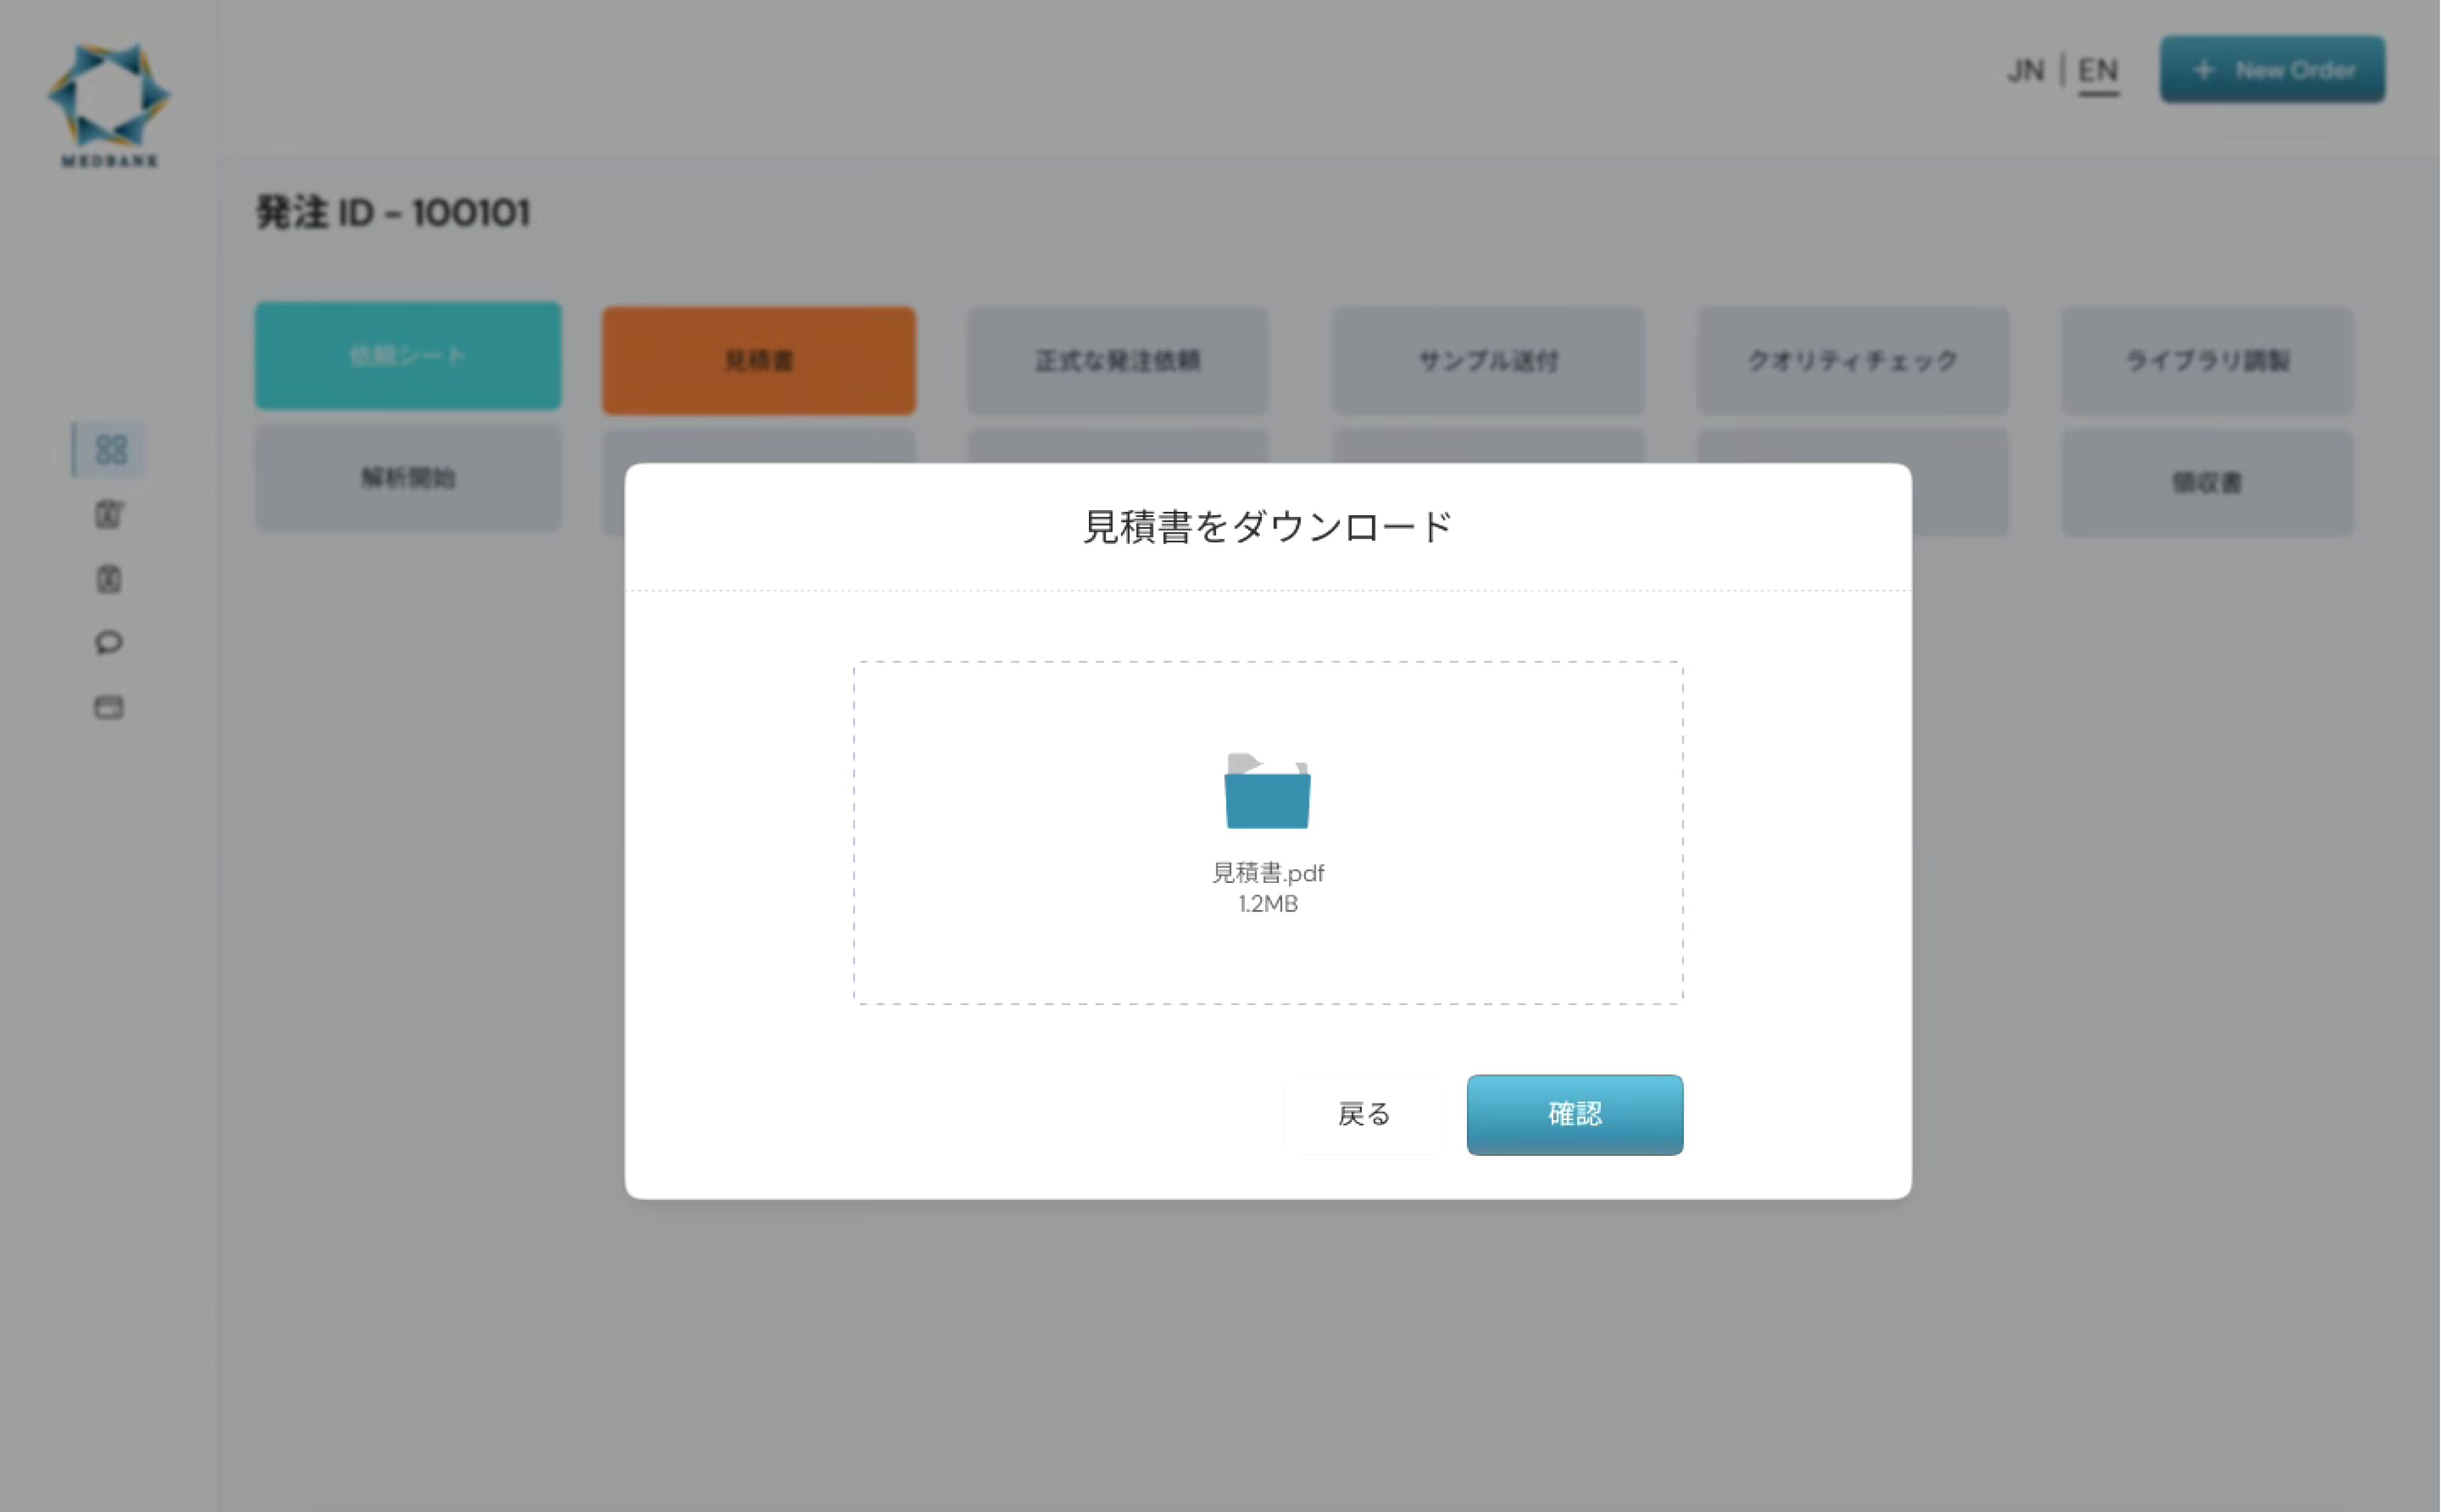 MEDBANK
JN | EN
+ New Order
発注 ID - 100101
依頼シート
見積書
正式な発注依頼
サンプル送付
クオリティチェック
ライブラリ調製
解析開始
領収書
見積書をダウンロード
見積書.pdf
1.2MB
戻る
確認